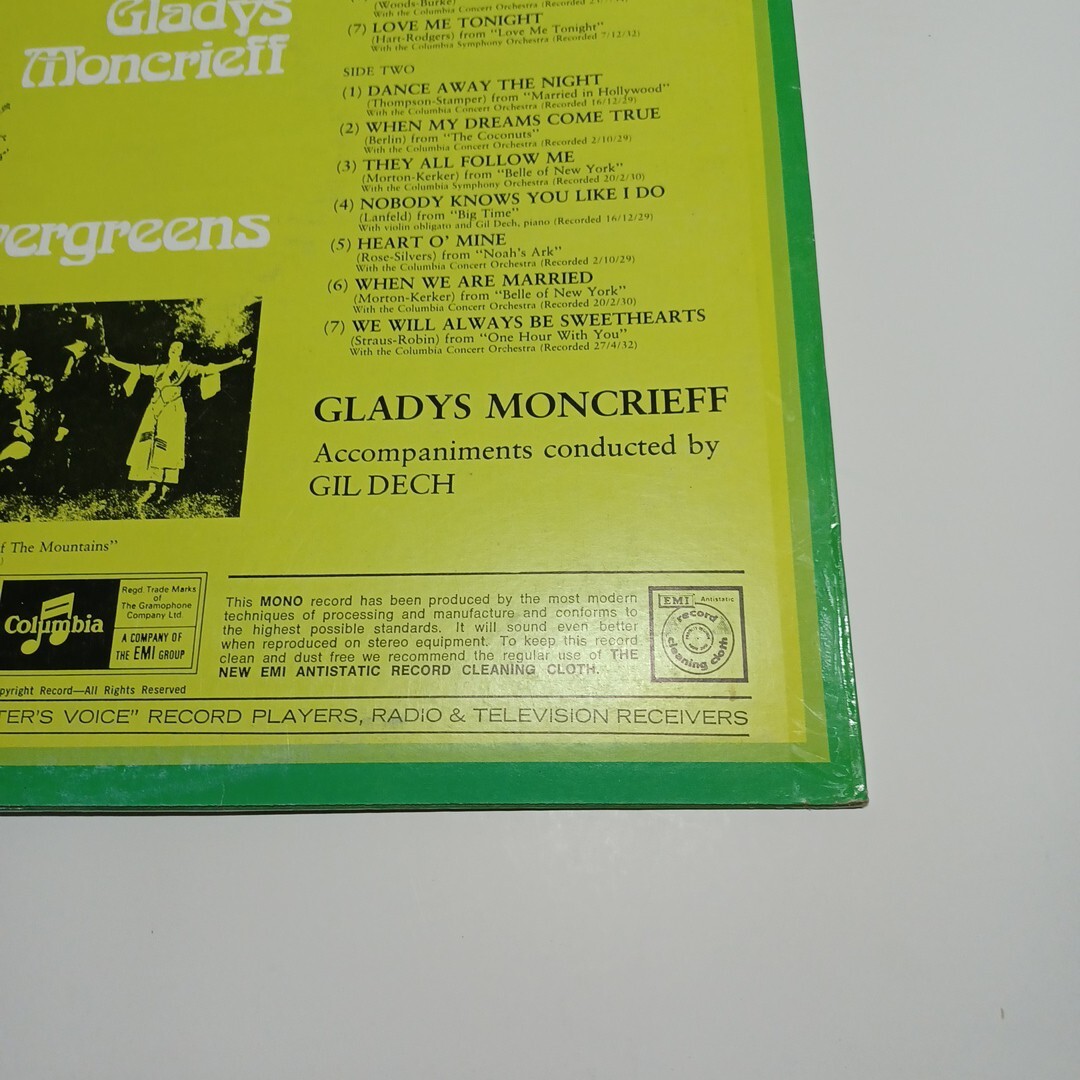 Gladys
Moncrieff
vergreens
(Woods-Burke)
With the Columbia Concert Orchestra (Recorded
(7) LOVE ME TONIGHT
(Hart-Rodgers) from "Love Me Tonight"
With the Columbia Symphony Orchestra (Recorded 7/12/32)
SIDE TWO
(1) DANCE AWAY THE NIGHT
(Thompson-Stamper) from "Married in Hollywood"
With the Columbia Concert Orchestra (Recorded 16/12/29)
(2) WHEN MY DREAMS COME TRUE
(Berlin) from "The Coconuts"
With the Columbia Concert Orchestra (Recorded 2/10/29)
(3) THEY ALL FOLLOW ME
(Morton-Kerker) from "Belle of New York"
With the Columbia Symphony Orchestra (Recorded 20/2/30)
(4) NOBODY KNOWS YOU LIKE I DO
(Lanfeld) from "Big Time"
With violin obligato and Gil Dech, piano (Recorded 16/12/29)
(5) HEART O' MINE
(Rose-Silvers) from "Noah's Ark"
With the Columbia Concert Orchestra (Recorded 2/10/29)
(6) WHEN WE ARE MARRIED
(Morton-Kerker) from "Belle of New York"
With the Columbia Concert Orchestra (Recorded 20/2/30)
(7) WE WILL ALWAYS BE SWEETHEARTS
(Straus-Robin) from "One Hour With You"
With the Columbia Concert Orchestra (Recorded 27/4/32)
GLADYS MONCRIEFF
Accompaniments conducted by
GIL DECH
f The Mountains"
Columbia
Regd. Trade Marks
of
The Gramophone
Company Ltd.
A COMPANY OF
THE EMI GROUP
pyright Record—All Rights Reserved
This MONO record has been produced by the most modern
techniques of processing and manufacture and conforms to
the highest possible standards. It will sound even better
when reproduced on stereo equipment. To keep this record
clean and dust free we recommend the regular use of THE
NEW EMI ANTISTATIC RECORD CLEANING CLOTH.
EMI Antistatic
record
cleaning cloth
TER'S VOICE" RECORD PLAYERS, RADIO & TELEVISION RECEIVERS